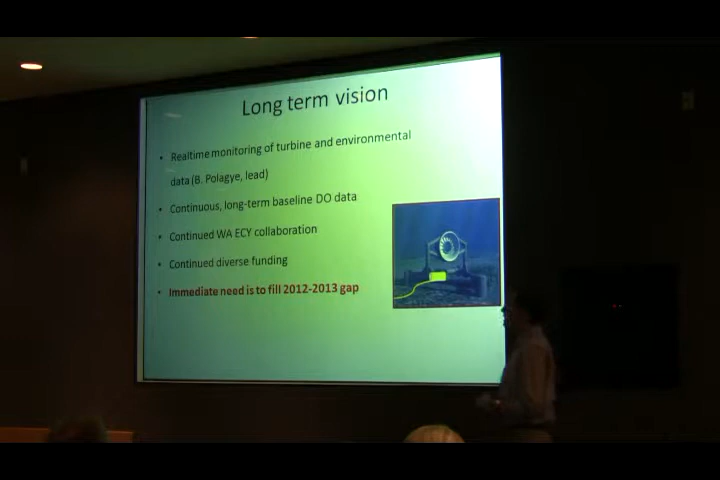 Long term vision
• Realtime monitoring of turbine and environmental
data (B. Polagye, lead)
• Continuous, long-term baseline DO data
• Continued WA ECY collaboration
• Continued diverse funding
• Immediate need is to fill 2012-2013 gap